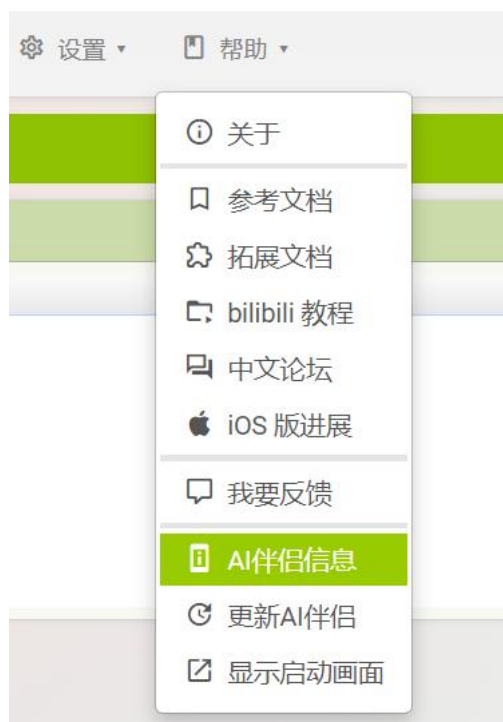 设置 帮助
关于
参考文档
拓展文档
bilibili 教程
中文论坛
iOS 版进展
我要反馈
AI伴侣信息
更新AI伴侣
显示启动画面